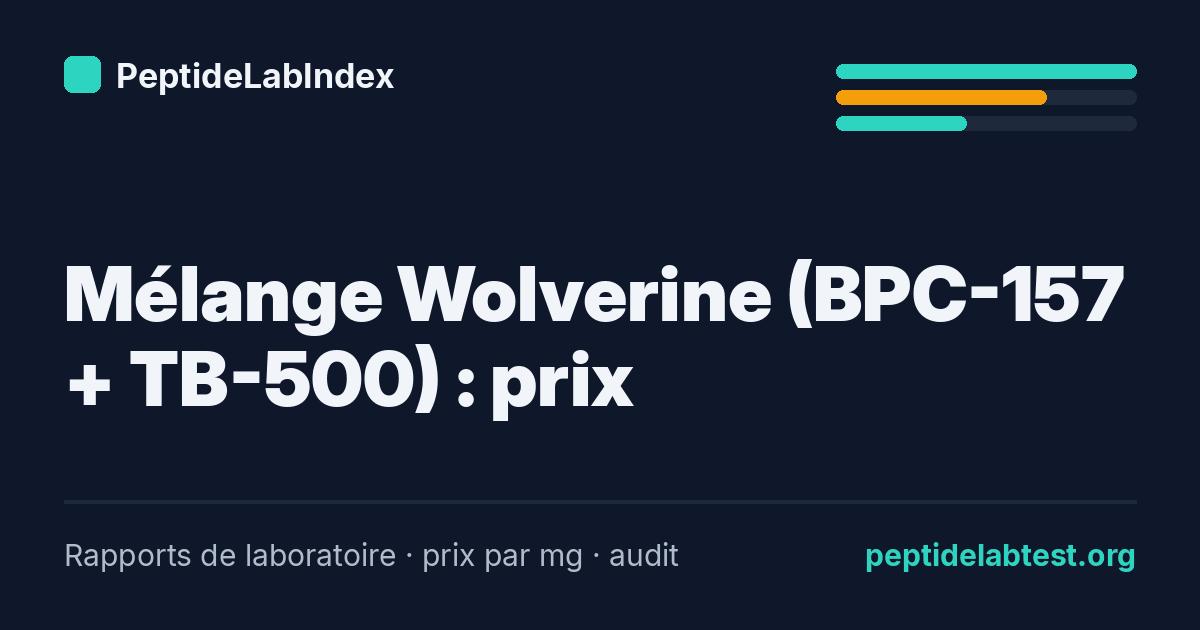 PeptideLabIndex
Mélange Wolverine (BPC-157
+ TB-500) : prix
Rapports de laboratoire · prix par mg · audit
peptidelabtest.org